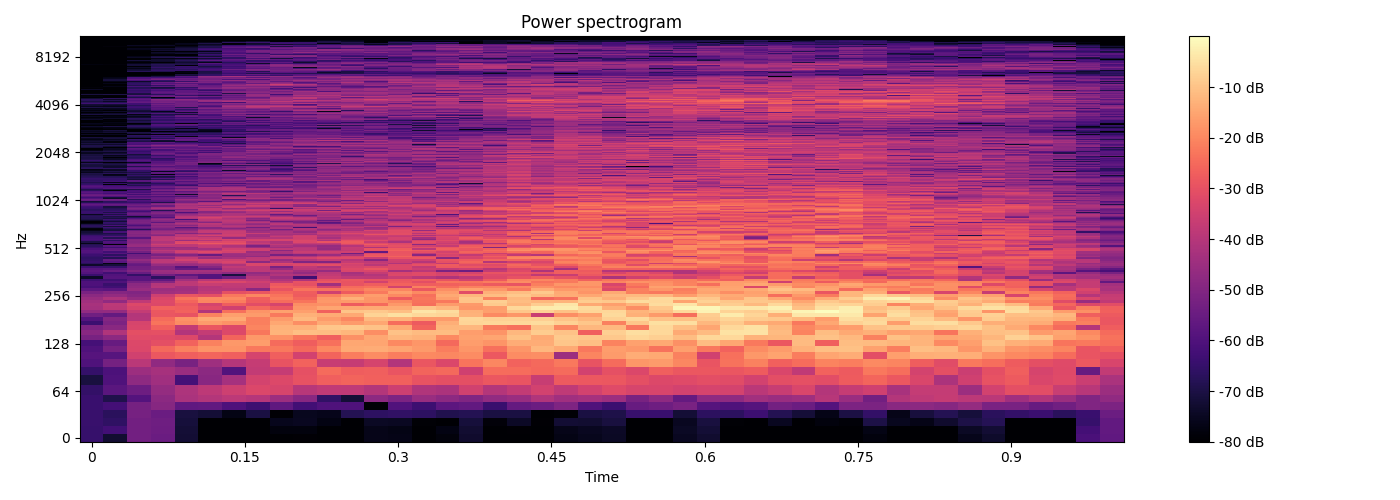 Power spectrogram
8192
4096
2048
1024
512
256
128
64
0
Hz
0 0.15 0.3 0.45 0.6 0.75 0.9
Time
-10 dB
-20 dB
-30 dB
-40 dB
-50 dB
-60 dB
-70 dB
-80 dB